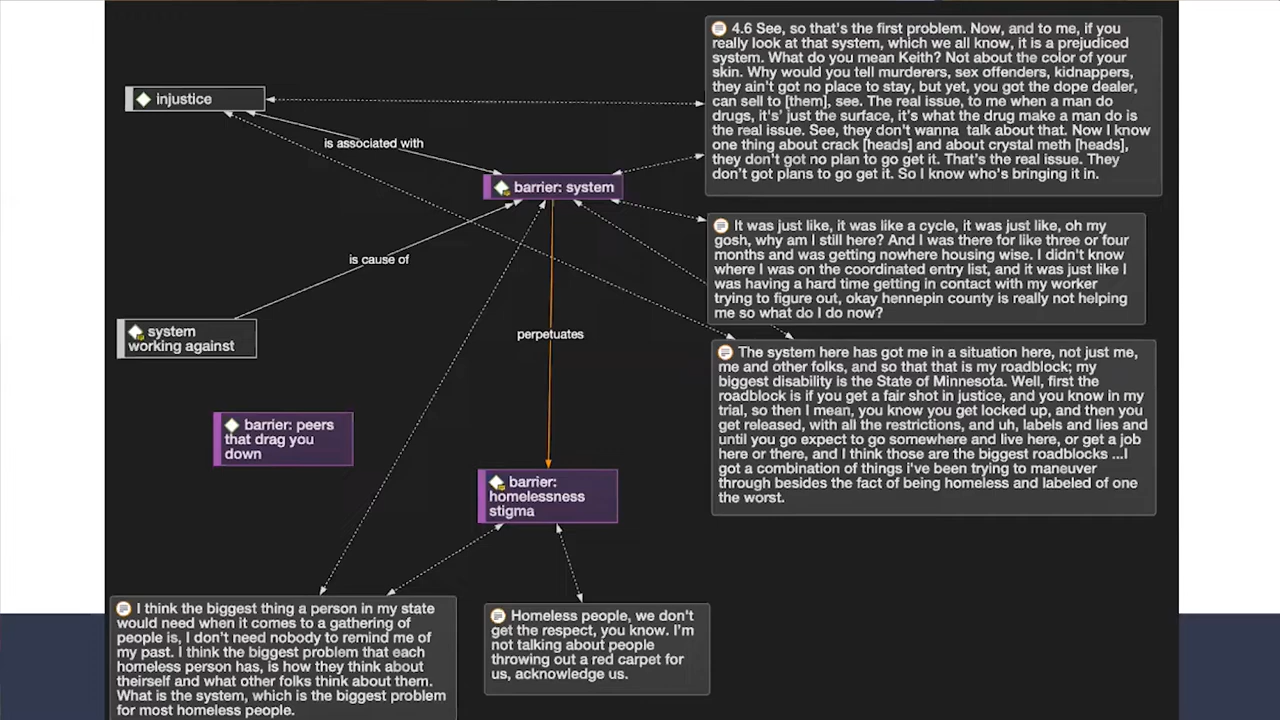 injustice
is associated with
barrier: system
is cause of
system
working against
perpetuates
barrier: peers
that drag you
down
barrier:
homelessness
stigma
4.6 See, so that's the first problem. Now, and to me, if you
really look at that system, which we all know, it is a prejudiced
system. What do you mean Keith? Not about the color of your
skin. Why would you tell murderers, sex offenders, kidnappers,
they ain't got no place to stay, but yet, you got the dope dealer,
can sell to [them], see. The real issue, to me when a man do
drugs, it's' just the surface, it's what the drug make a man do is
the real issue. See, they don't wanna talk about that. Now I know
one thing about crack [heads] and about crystal meth [heads],
they don't got no plan to go get it. That's the real issue. They
don't got plans to go get it. So I know who's bringing it in.
It was just like, it was like a cycle, it was just like, oh my
gosh, why am I still here? And I was there for like three or four
months and was getting nowhere housing wise. I didn't know
where I was on the coordinated entry list, and it was just like I
was having a hard time getting in contact with my worker
trying to figure out, okay hennepin county is really not helping
me so what do I do now?
The system here has got me in a situation here, not just me,
me and other folks, and so that that is my roadblock; my
biggest disability is the State of Minnesota. Well, first the
roadblock is if you get a fair shot in justice, and you know in my
trial, so then I mean, you know you get locked up, and then you
get released, with all the restrictions, and uh, labels and lies and
until you go expect to go somewhere and live here, or get a job
here or there, and I think those are the biggest roadblocks ...I
got a combination of things i've been trying to maneuver
through besides the fact of being homeless and labeled of one
the worst.
I think the biggest thing a person in my state
would need when it comes to a gathering of
people is, I don't need nobody to remind me of
my past. I think the biggest problem that each
homeless person has, is how they think about
theirself and what other folks think about them.
What is the system, which is the biggest problem
for most homeless people.
Homeless people, we don't
get the respect, you know. I'm
not talking about people
throwing out a red carpet for
us, acknowledge us.